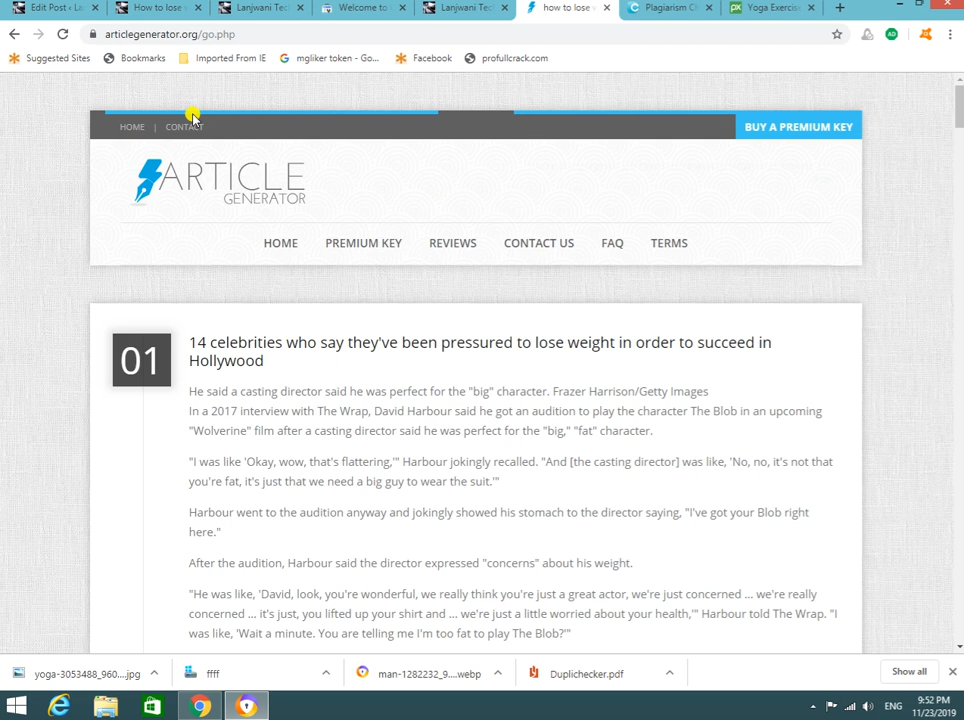 Edit Post ‹ La
How to lose w
Lanjwani Tech
Welcome to
Lanjwani Tech
how to lose w
Plagiarism Ch
Yoga Exercise
articlegenerator.org/go.php
Suggested Sites
Bookmarks
Imported From IE
mgliker token - Go...
Facebook
profullcrack.com
HOME | CONTACT
BUY A PREMIUM KEY
ARTICLE
GENERATOR
HOME
PREMIUM KEY
REVIEWS
CONTACT US
FAQ
TERMS
01
14 celebrities who say they've been pressured to lose weight in order to succeed in
Hollywood
He said a casting director said he was perfect for the "big" character. Frazer Harrison/Getty Images
In a 2017 interview with The Wrap, David Harbour said he got an audition to play the character The Blob in an upcoming
"Wolverine" film after a casting director said he was perfect for the "big," "fat" character.
"I was like 'Okay, wow, that's flattering,'" Harbour jokingly recalled. "And [the casting director] was like, 'No, no, it's not that
you're fat, it's just that we need a big guy to wear the suit.'"
Harbour went to the audition anyway and jokingly showed his stomach to the director saying, "I've got your Blob right
here."
After the audition, Harbour said the director expressed "concerns" about his weight.
"He was like, 'David, look, you're wonderful, we really think you're just a great actor, we're just concerned ... we're really
concerned ... it's just, you lifted up your shirt and ... we're just a little worried about your health,'" Harbour told The Wrap. "I
was like, 'Wait a minute. You are telling me I'm too fat to play The Blob?'"
yoga-3053488_960....jpg
ffff
man-1282232_9....webp
Duplichecker.pdf
Show all
ENG
9:52 PM
11/23/2019